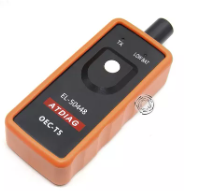 TX
LOW BAT
EL-50448
ATDIAG
OEC-T5